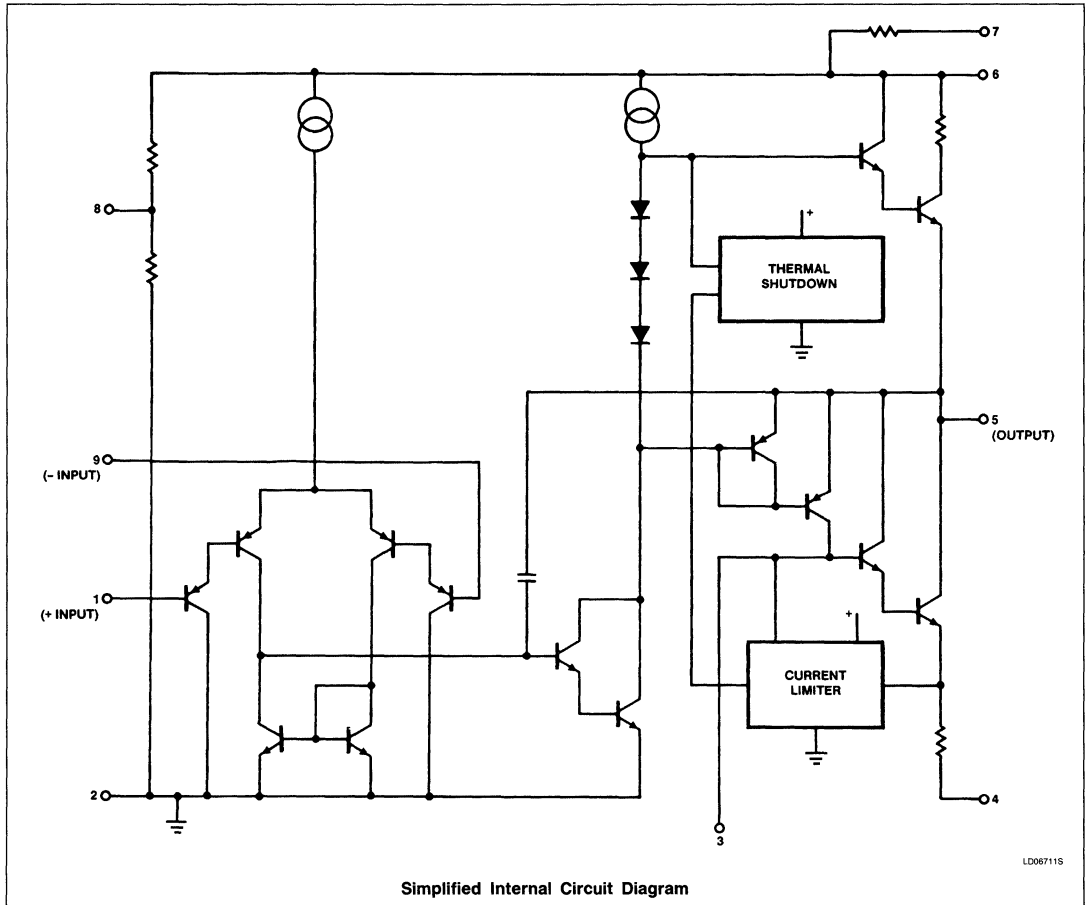 7
6
8
+
THERMAL
SHUTDOWN
5
(OUTPUT)
9
(– INPUT)
1
(+ INPUT)
+
CURRENT
LIMITER
2
4
3
LD06711S
Simplified Internal Circuit Diagram